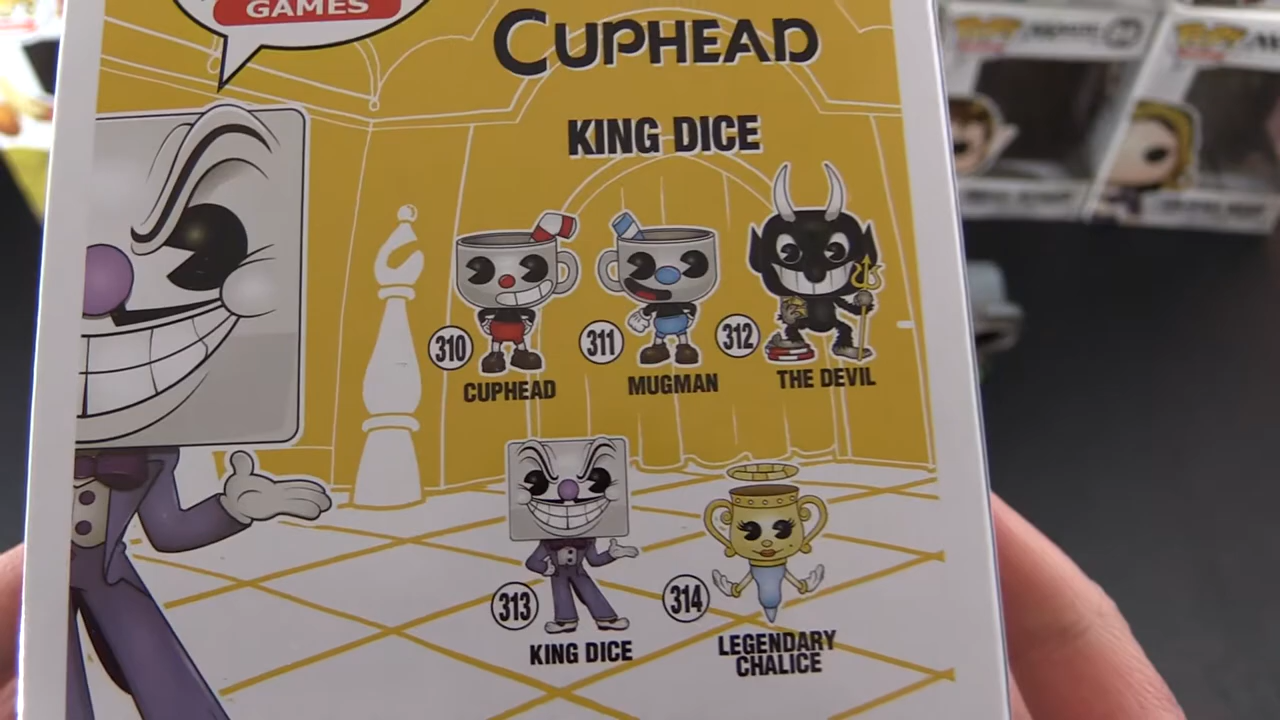 GAMES
CUPHEAD
KING DICE
310
311
312
CUPHEAD
MUGMAN
THE DEVIL
313
314
KING DICE
LEGENDARY
CHALICE